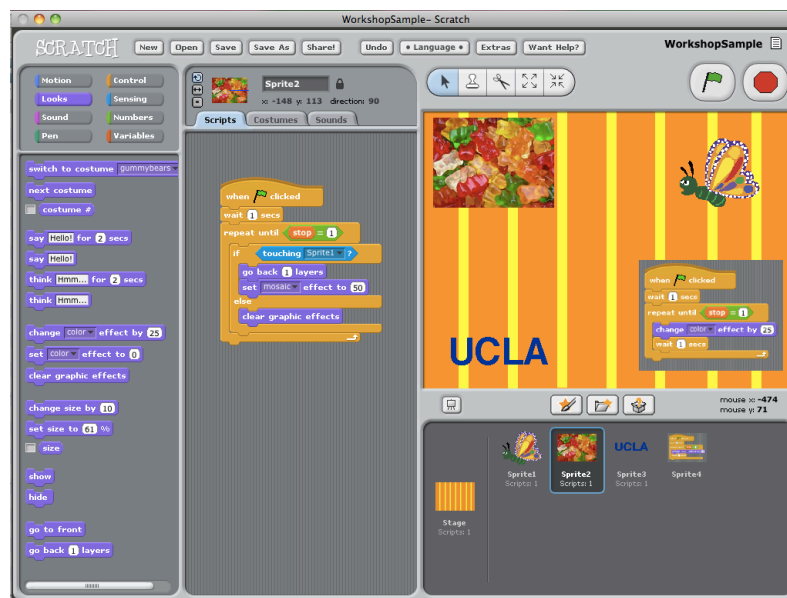 WorkshopSample- Scratch
SCRATCH New Open Save Save As Share! Undo • Language • Extras Want Help? WorkshopSample
Motion Control
Looks Sensing
Sound Numbers
Pen Variables
switch to costume gummybears
next costume
costume #
say Hello! for 2 secs
say Hello!
think Hmm... for 2 secs
think Hmm...
change color effect by 25
set color effect to 0
clear graphic effects
change size by 10
set size to 61 %
size
show
hide
go to front
go back 1 layers
Sprite2
x: -148 y: 113 direction: 90
Scripts Costumes Sounds
when clicked
wait 1 secs
repeat until stop = 1
if touching Sprite1 ?
go back 1 layers
set mosaic effect to 50
else
clear graphic effects
when clicked
wait 1 secs
repeat until stop = 1
change color effect by 25
wait 1 secs
UCLA
mouse x: -474
mouse y: 71
Stage
Scripts: 1
Sprite1
Scripts: 1
Sprite2
Scripts: 1
UCLA
Sprite3
Scripts: 1
Sprite4